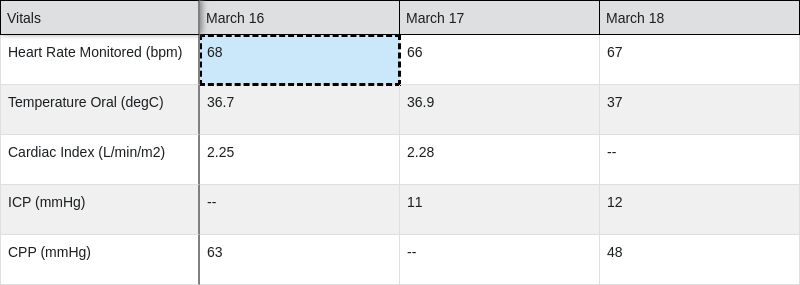 Vitals March 16 March 17 March 18
Heart Rate Monitored (bpm) 68 66 67
Temperature Oral (degC) 36.7 36.9 37
Cardiac Index (L/min/m2) 2.25 2.28 --
ICP (mmHg) -- 11 12
CPP (mmHg) 63 -- 48